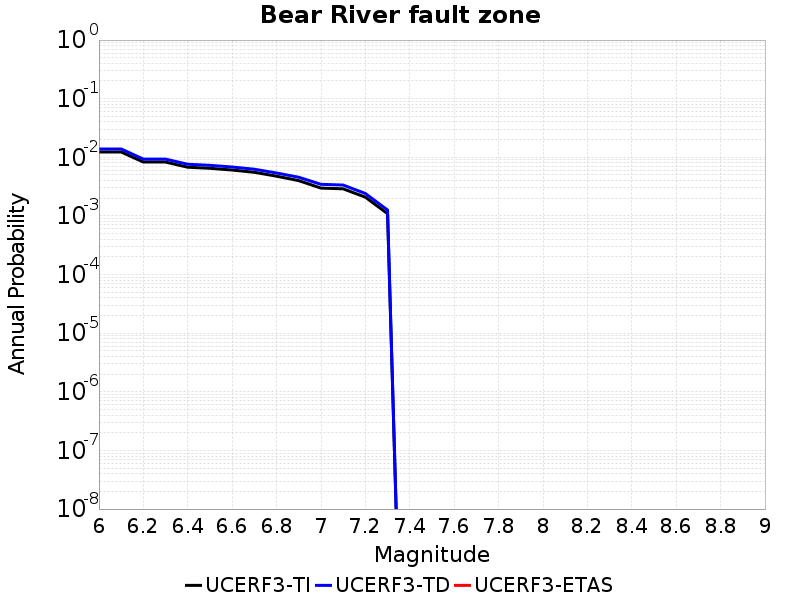 Bear River fault zone
10^0
10^-1
10^-2
10^-3
10^-4
10^-5
10^-6
10^-7
10^-8
Annual Probability
6 6.2 6.4 6.6 6.8 7 7.2 7.4 7.6 7.8 8 8.2 8.4 8.6 8.8 9
Magnitude
UCERF3-TI UCERF3-TD UCERF3-ETAS